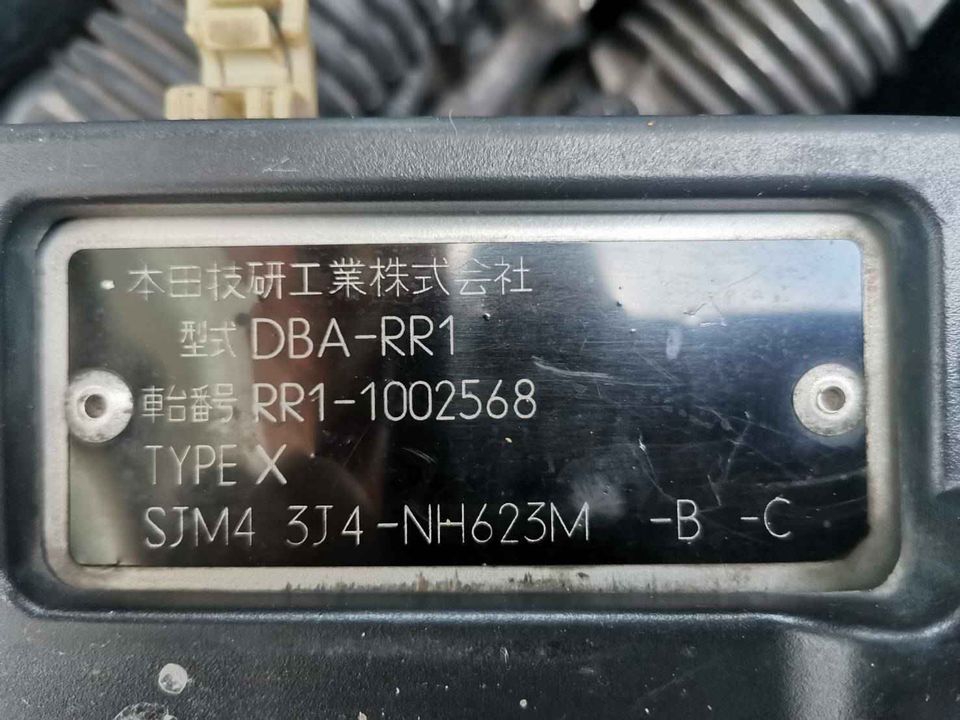 本田技研工業株式会社
型式 DBA-RR1
車台番号 RR1-1002568
TYPE X
SJM4 3J4-NH623M -B -C